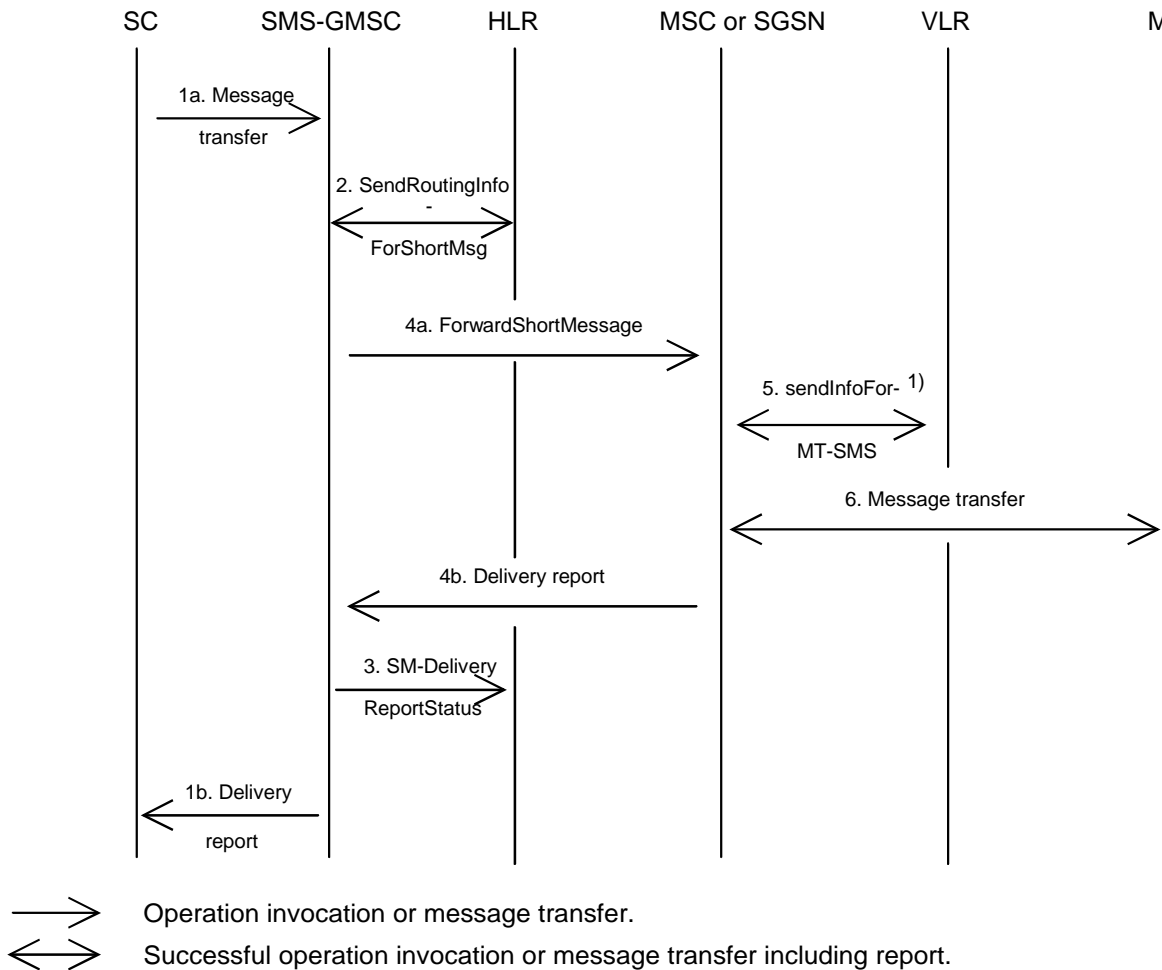 SC SMS-GMSC HLR MSC or SGSN VLR M
1a. Message
transfer
2. SendRoutingInfo
-
ForShortMsg
4a. ForwardShortMessage
5. sendInfoFor- 1)
MT-SMS
6. Message transfer
4b. Delivery report
3. SM-Delivery
ReportStatus
1b. Delivery
report
Operation invocation or message transfer.
Successful operation invocation or message transfer including report.